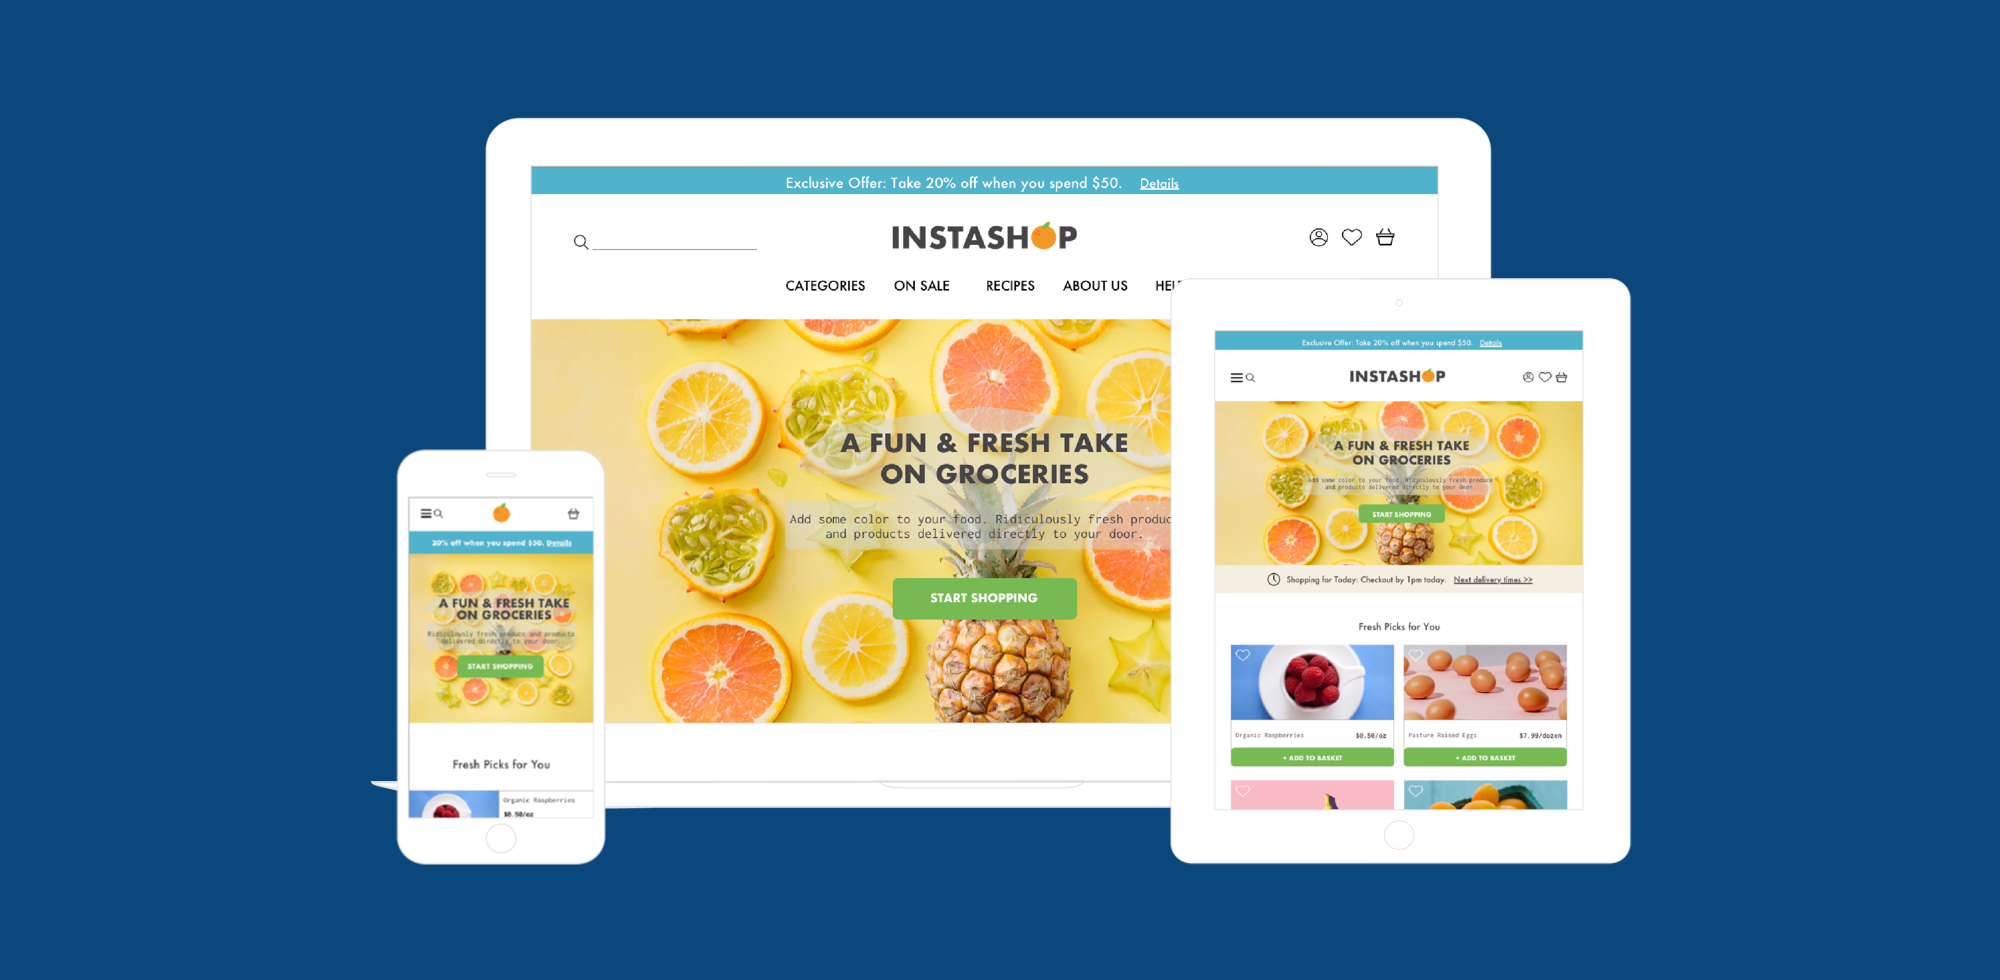 Exclusive Offer: Take 20% off when you spend $50. Details
INSTASHOP
CATEGORIES ON SALE RECIPES ABOUT US HEL
A FUN & FRESH TAKE
ON GROCERIES
Add some color to your food. Ridiculously fresh produc
and products delivered directly to your door.
START SHOPPING
20% off when you spend $30. Details
A FUN & FRESH TAKE
ON GROCERIES
Ridiculously fresh produce and products
delivered directly to your door.
START SHOPPING
Fresh Picks for You
Organic Raspberries
$0.50/oz
Exclusive Offer: Take 20% off when you spend $50. Details
INSTASHOP
A FUN & FRESH TAKE
ON GROCERIES
Add some color to your food. Ridiculously fresh produce
and products delivered directly to your door.
START SHOPPING
Shopping for Today: Checkout by 1pm today. Next delivery times >>
Fresh Picks for You
Organic Raspberries $0.50/oz
+ ADD TO BASKET
Pasture Raised Eggs $7.99/dozen
+ ADD TO BASKET